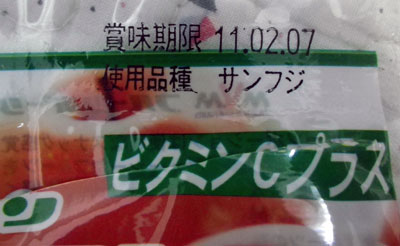 賞味期限 11.02.07
使用品種 サンフジ
ビタミンCプラス